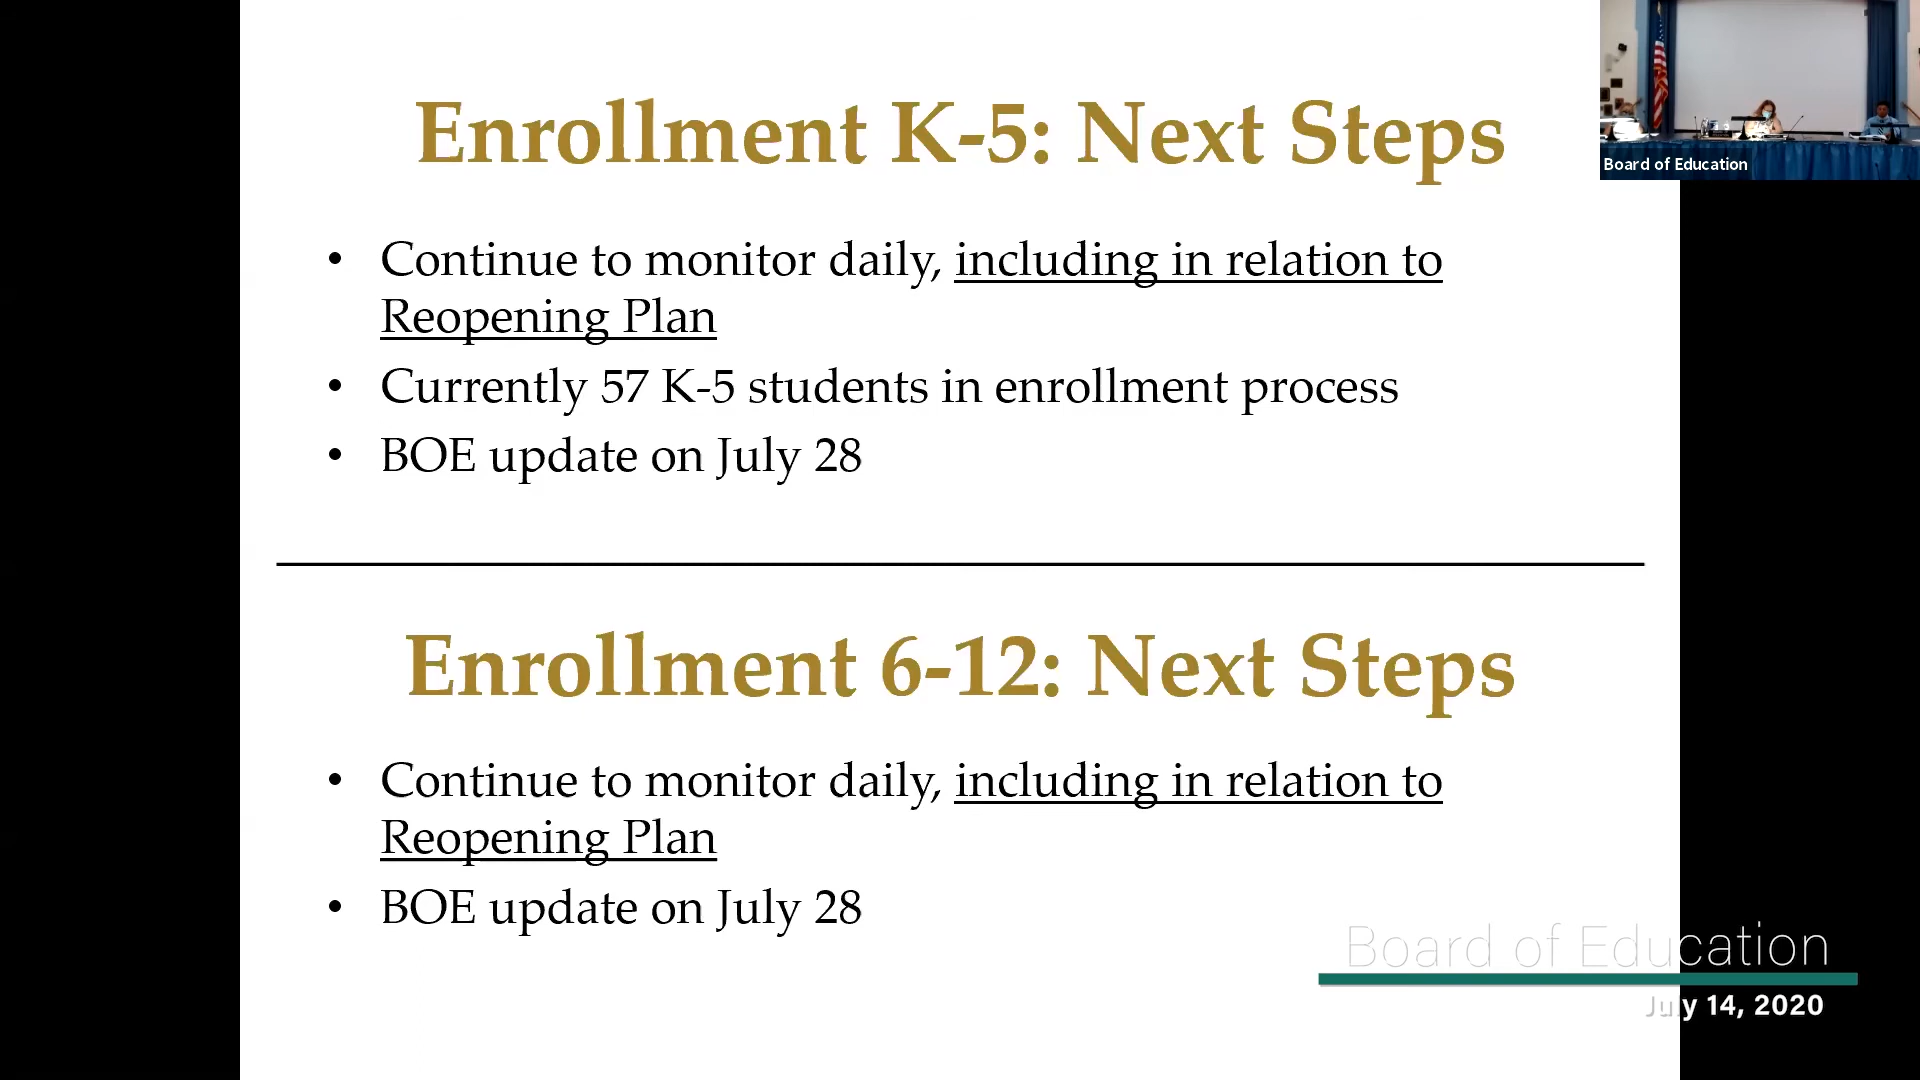 Enrollment K-5: Next Steps
Board of Education
• Continue to monitor daily, including in relation to
Reopening Plan
• Currently 57 K-5 students in enrollment process
• BOE update on July 28
Enrollment 6-12: Next Steps
• Continue to monitor daily, including in relation to
Reopening Plan
• BOE update on July 28
Board of Education
July 14, 2020